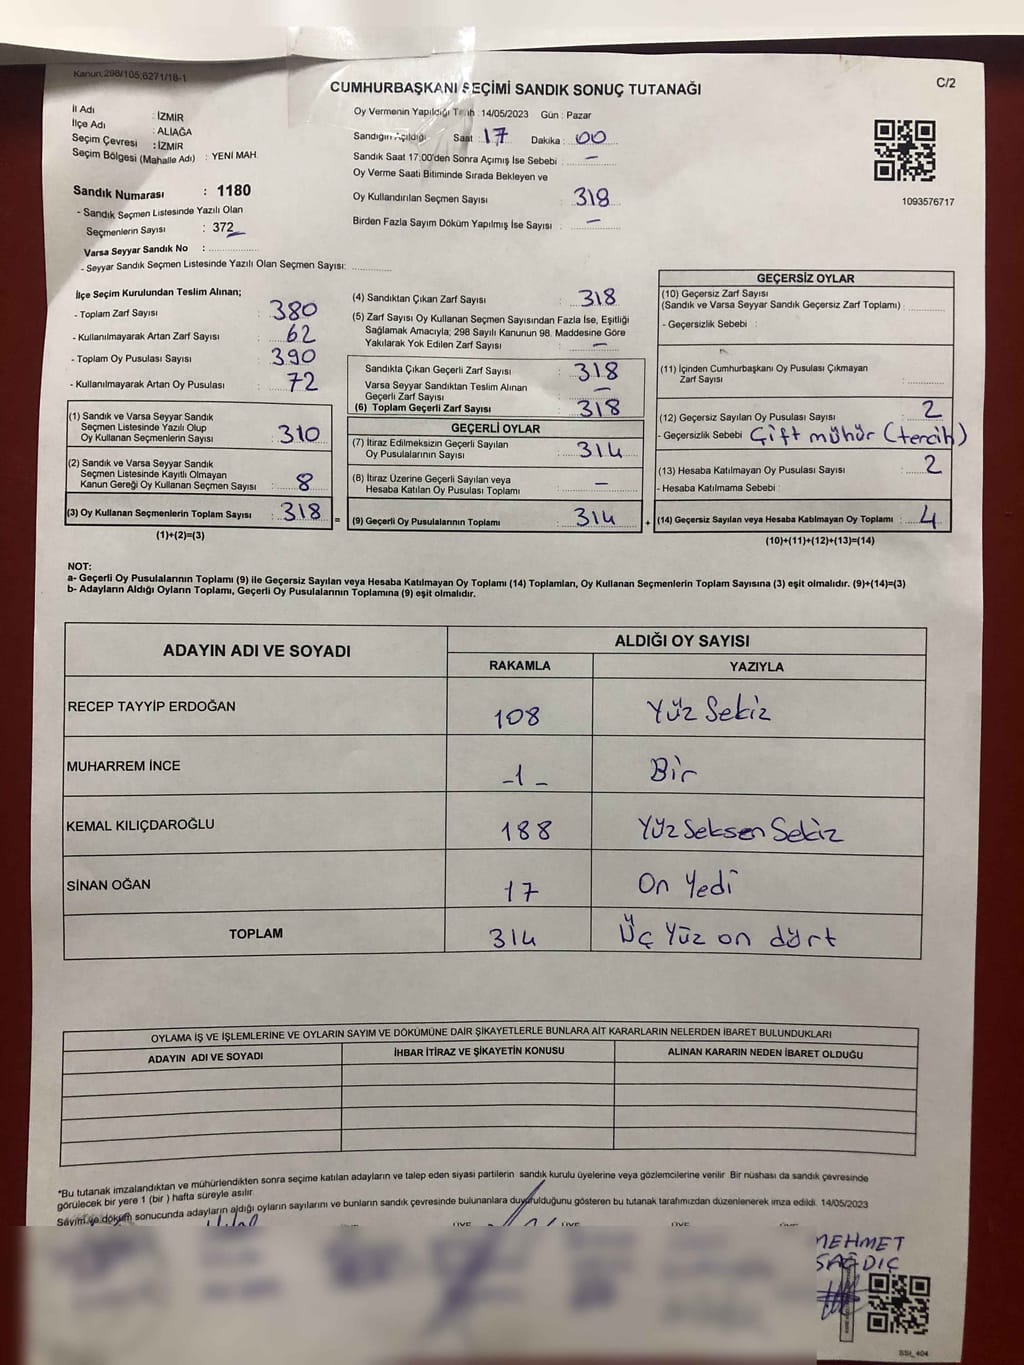 Kanun:298/105,6271/18-1
CUMHURBAŞKANI SEÇİMİ SANDIK SONUÇ TUTANAĞI
C/2
İl Adı : İZMİR
İlçe Adı : ALİAĞA
Seçim Çevresi : İZMİR
Seçim Bölgesi (Mahalle Adı) : YENİ MAH.
Sandık Numarası : 1180
- Sandık Seçmen Listesinde Yazılı Olan
Seçmenlerin Sayısı : 372
Varsa Seyyar Sandık No :
- Seyyar Sandık Seçmen Listesinde Yazılı Olan Seçmen Sayısı:
Oy Vermenin Yapıldığı Tarih :14/05/2023 Gün : Pazar
Sandığın Açıldığı Saat : 17 Dakika : 00
Sandık Saat 17:00'den Sonra Açımış İse Sebebi : –
Oy Verme Saati Bitiminde Sırada Bekleyen ve
Oy Kullandırılan Seçmen Sayısı : 318
Birden Fazla Sayım Döküm Yapılmış İse Sayısı : –
1093576717
İlçe Seçim Kurulundan Teslim Alınan;
- Toplam Zarf Sayısı : 380
- Kullanılmayarak Artan Zarf Sayısı : 62
- Toplam Oy Pusulası Sayısı : 390
- Kullanılmayarak Artan Oy Pusulası : 72
(1) Sandık ve Varsa Seyyar Sandık
Seçmen Listesinde Yazılı Olup
Oy Kullanan Seçmenlerin Sayısı : 310
(2) Sandık ve Varsa Seyyar Sandık
Seçmen Listesinde Kayıtlı Olmayan
Kanun Gereği Oy Kullanan Seçmen Sayısı : 8
(3) Oy Kullanan Seçmenlerin Toplam Sayısı : 318 =
(1)+(2)=(3)
(4) Sandıktan Çıkan Zarf Sayısı : 318
(5) Zarf Sayısı Oy Kullanan Seçmen Sayısından Fazla İse, Eşitliği
Sağlamak Amacıyla; 298 Sayılı Kanunun 98. Maddesine Göre
Yakılarak Yok Edilen Zarf Sayısı : –
Sandıkta Çıkan Geçerli Zarf Sayısı : 318
Varsa Seyyar Sandıktan Teslim Alınan
Geçerli Zarf Sayısı : –
(6) Toplam Geçerli Zarf Sayısı : 318
GEÇERLİ OYLAR
(7) İtiraz Edilmeksizin Geçerli Sayılan
Oy Pusulalarının Sayısı : 314
(8) İtiraz Üzerine Geçerli Sayılan veya
Hesaba Katılan Oy Pusulası Toplamı : –
(9) Geçerli Oy Pusulalarının Toplamı : 314 +
GEÇERSİZ OYLAR
(10) Geçersiz Zarf Sayısı
(Sandık ve Varsa Seyyar Sandık Geçersiz Zarf Toplamı) :
- Geçersizlik Sebebi :
(11) İçinden Cumhurbaşkanı Oy Pusulası Çıkmayan
Zarf Sayısı :
(12) Geçersiz Sayılan Oy Pusulası Sayısı : 2
- Geçersizlik Sebebi : Çift mühür (tercih)
(13) Hesaba Katılmayan Oy Pusulası Sayısı : 2
- Hesaba Katılmama Sebebi :
(14) Geçersiz Sayılan veya Hesaba Katılmayan Oy Toplamı : 4
(10)+(11)+(12)+(13)=(14)
NOT:
a- Geçerli Oy Pusulalarının Toplamı (9) ile Geçersiz Sayılan veya Hesaba Katılmayan Oy Toplamı (14) Toplamları, Oy Kullanan Seçmenlerin Toplam Sayısına (3) eşit olmalıdır. (9)+(14)=(3)
b- Adayların Aldığı Oyların Toplamı, Geçerli Oy Pusulalarının Toplamına (9) eşit olmalıdır.
ADAYIN ADI VE SOYADI
ALDIĞI OY SAYISI
RAKAMLA YAZIYLA
RECEP TAYYİP ERDOĞAN 108 Yüz Sekiz
MUHARREM İNCE -1- Bir
KEMAL KILIÇDAROĞLU 188 Yüz Seksen Sekiz
SİNAN OĞAN 17 On Yedi
TOPLAM 314 Üç Yüz on dört
OYLAMA İŞ VE İŞLEMLERİNE VE OYLARIN SAYIM VE DÖKÜMÜNE DAİR ŞİKAYETLERLE BUNLARA AİT KARARLARIN NELERDEN İBARET BULUNDUKLARI
ADAYIN ADI VE SOYADI İHBAR İTİRAZ VE ŞİKAYETİN KONUSU ALINAN KARARIN NEDEN İBARET OLDUĞU
*Bu tutanak imzalandıktan ve mühürlendikten sonra seçime katılan adayların ve talep eden siyasi partilerin sandık kurulu üyelerine veya gözlemcilerine verilir Bir nüshası da sandık çevresinde
görülecek bir yere 1 (bir ) hafta süreyle asılır.
Sayım ve döküm sonucunda adayların aldığı oyların sayılarını ve bunların sandık çevresinde bulunanlara duyurulduğunu gösteren bu tutanak tarafımızdan düzenlenerek imza edildi. 14/05/2023
ÜYE ÜYE ÜYE ÜYE
MEHMET
SAĞDIÇ
SSI_404